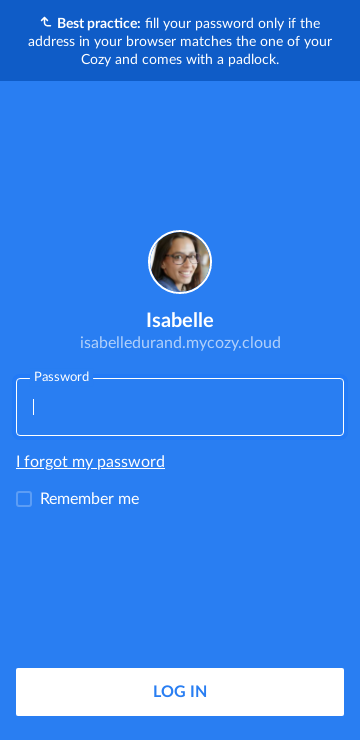 Best practice: fill your password only if the
address in your browser matches the one of your
Cozy and comes with a padlock.
Isabelle
isabelledurand.mycozy.cloud
Password
I forgot my password
Remember me
LOG IN